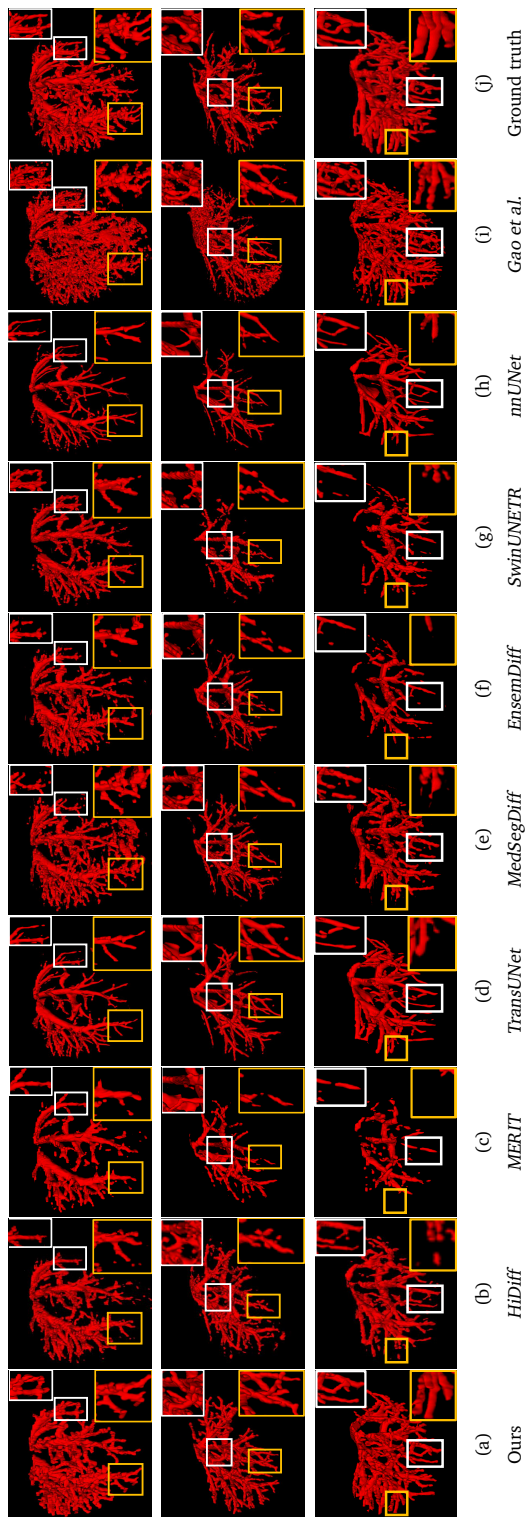 (a) (b) (c) (d) (e) (f) (g) (h) (i) (j)
Ours HiDiff MERIT TransUNet MedSegDiff EnsemDiff SwinUNETR nnUNet Gao et al. Ground truth